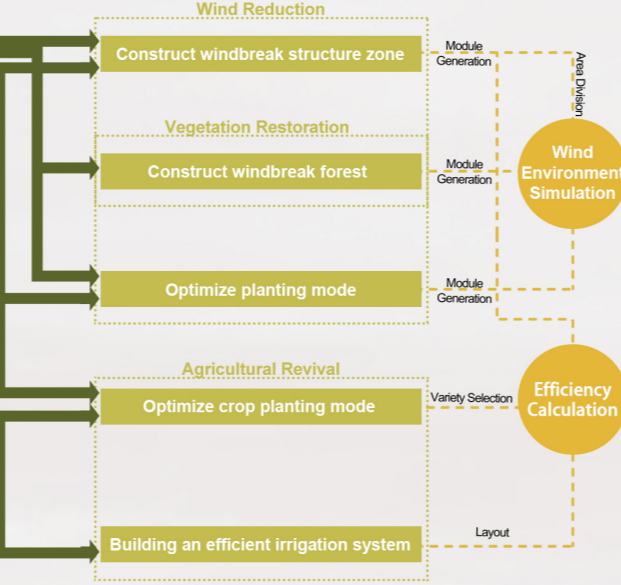 Wind Reduction
Construct windbreak structure zone
Module
Generation
Area Division
Vegetation Restoration
Construct windbreak forest
Module
Generation
Wind
Environment
Simulation
Optimize planting mode
Module
Generation
Agricultural Revival
Optimize crop planting mode
Variety Selection
Efficiency
Calculation
Building an efficient irrigation system
Layout